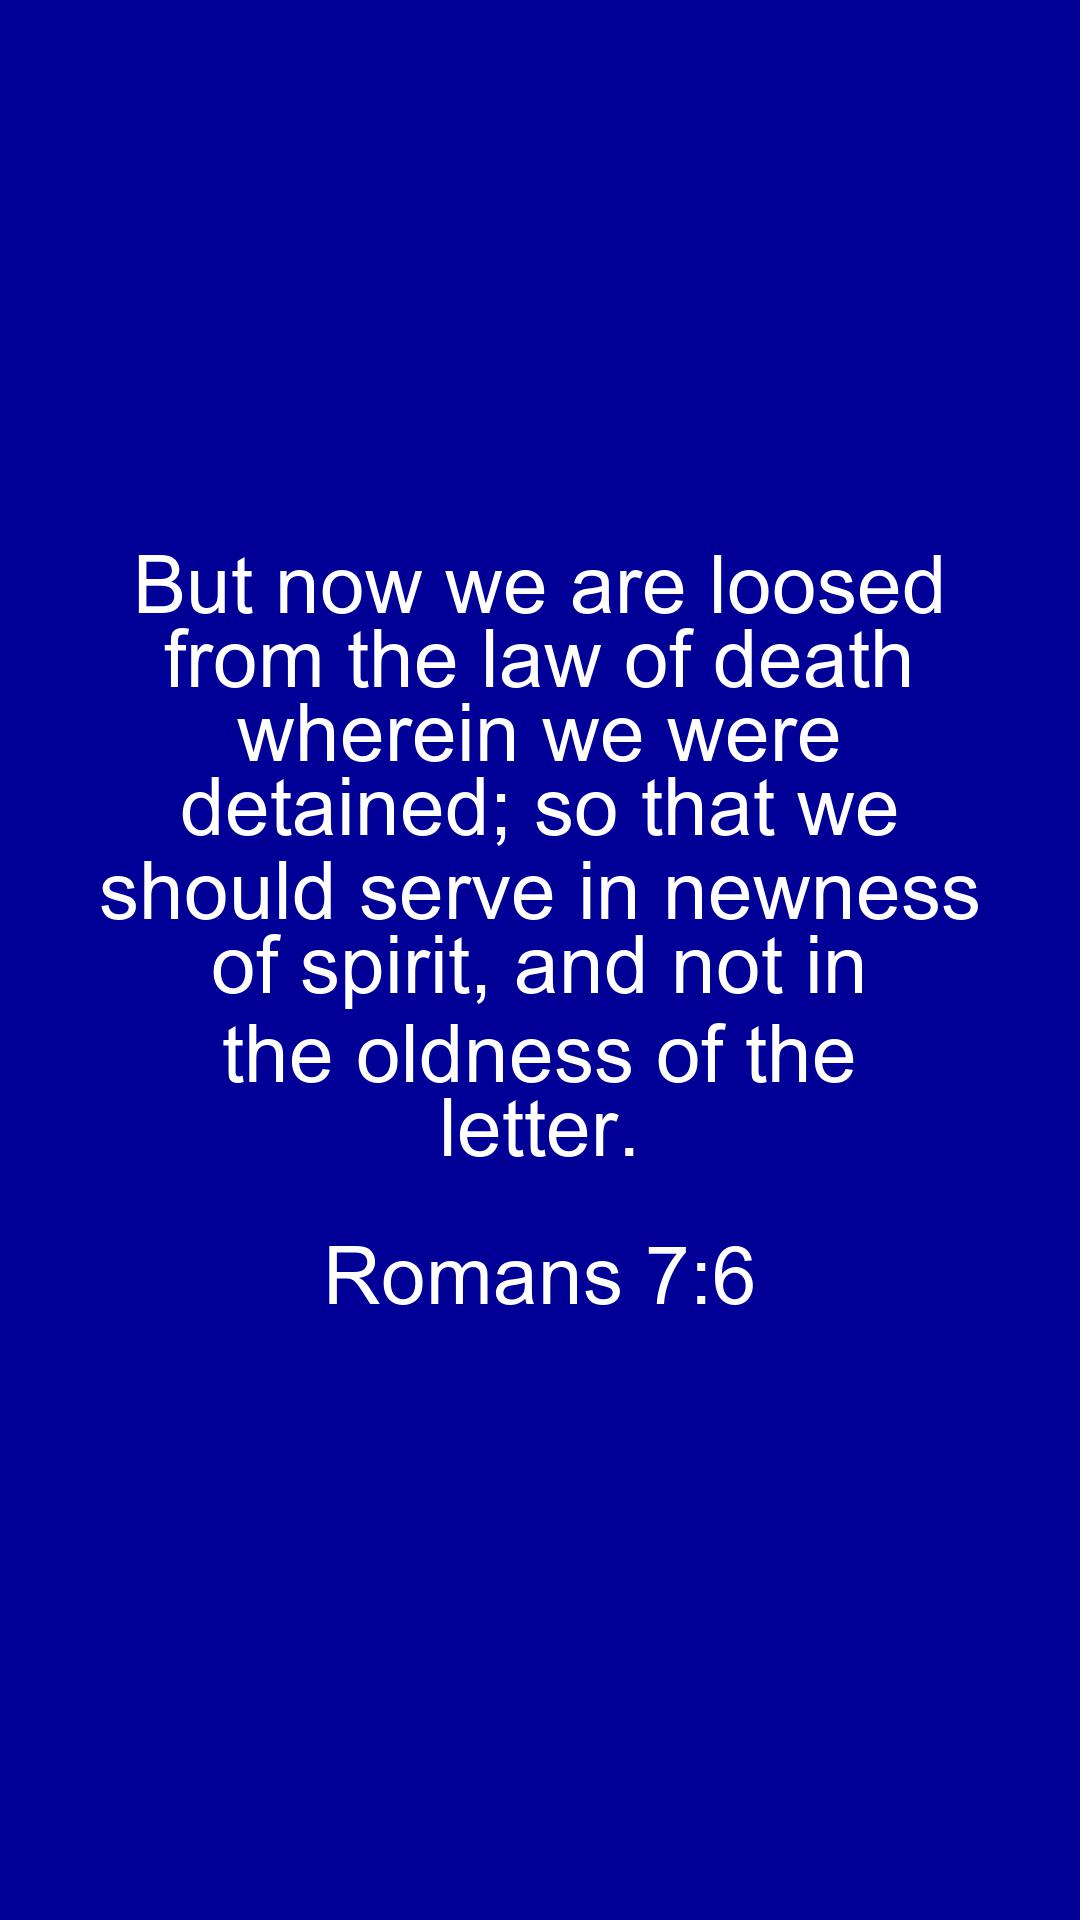 But now we are loosed
from the law of death
wherein we were
detained; so that we
should serve in newness
of spirit, and not in
the oldness of the
letter.
Romans 7:6